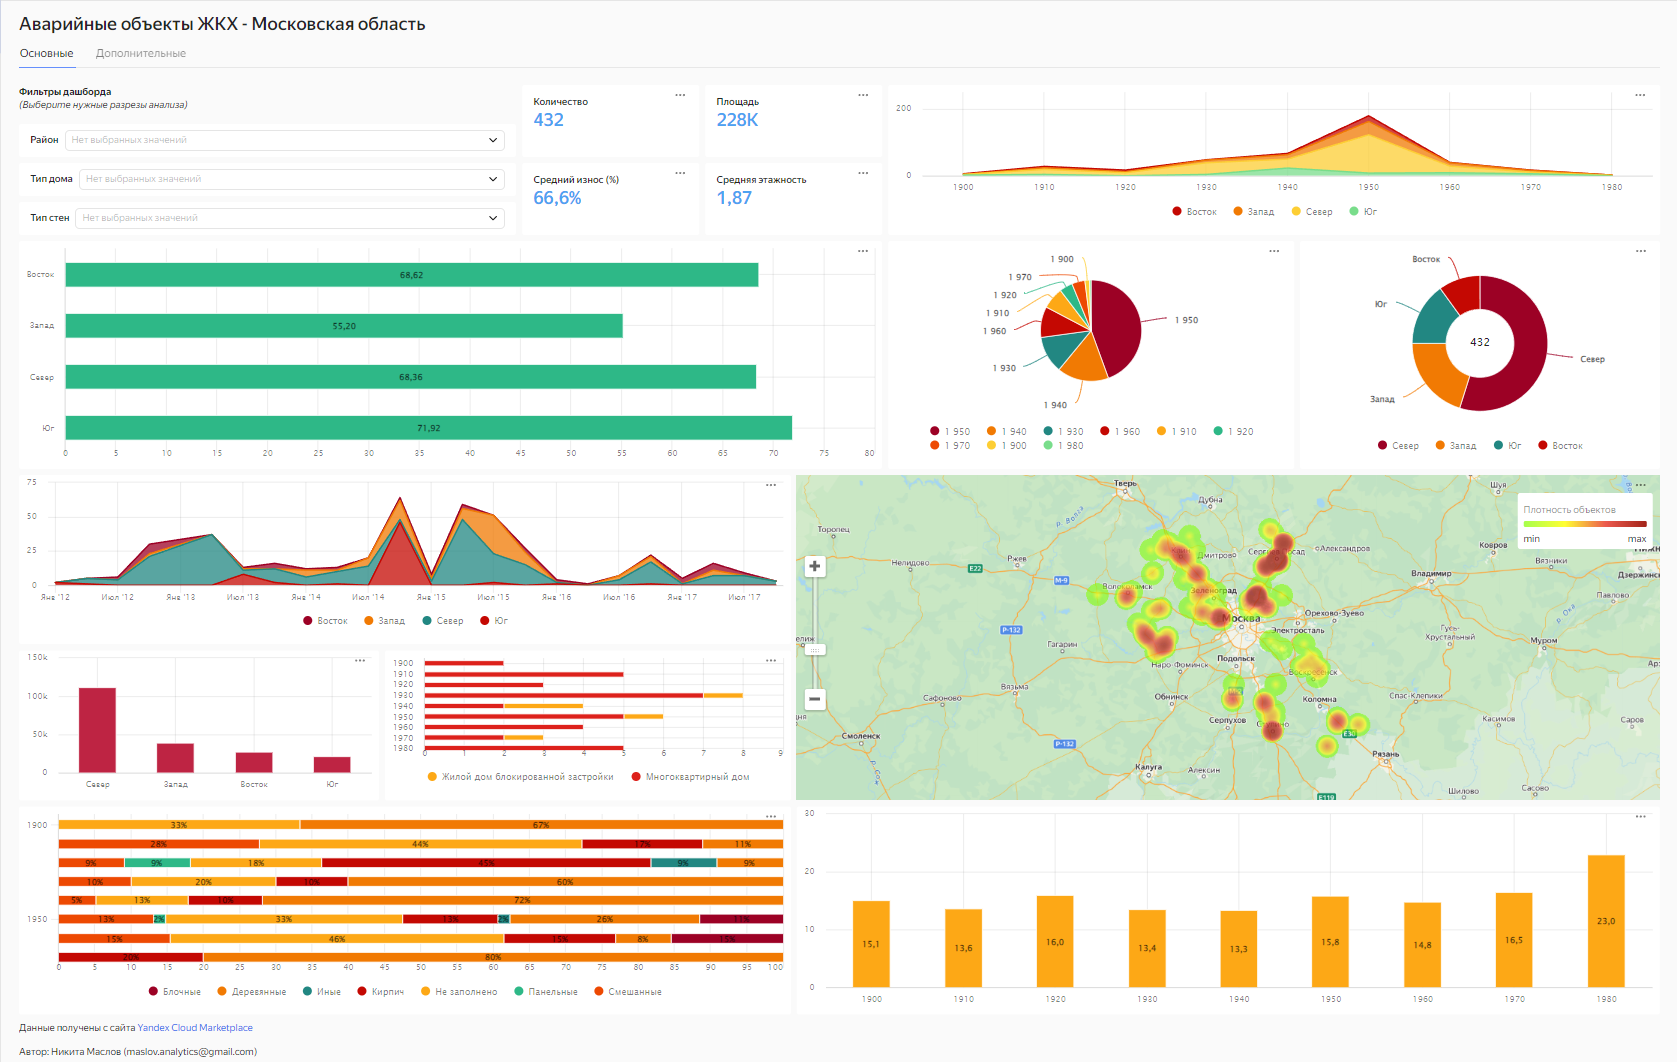 Аварийные объекты ЖКХ - Московская область
Основные
Дополнительные
Фильтры дашборда
(Выберите нужные разрезы анализа)
Район
Нет выбранных значений
Тип дома
Нет выбранных значений
Тип стен
Нет выбранных значений
Количество
432
Площадь
228K
Средний износ (%)
66,6%
Средняя этажность
1,87
200
0
1900 1910 1920 1930 1940 1950 1960 1970 1980
Восток Запад Север Юг
Восток 68,62
Запад 55,20
Север 68,36
Юг 71,92
0 5 10 15 20 25 30 35 40 45 50 55 60 65 70 75 80
1 900
1 970
1 920
1 910
1 960
1 930
1 940
1 950
1 950 1 940 1 930 1 960 1 910 1 920
1 970 1 900 1 980
Восток
Юг
432
Север
Запад
Север Запад Юг Восток
75
50
25
0
Янв '12 Июл '12 Янв '13 Июл '13 Янв '14 Июл '14 Янв '15 Июл '15 Янв '16 Июл '16 Янв '17 Июл '17
Восток Запад Север Юг
Плотность объектов
min max
Тверь
Дубна
р. Волга
Шуя
Торопец
Ржев
Нелидово
E22
М-9
Дмитров
Александров
Ковров
Вязники
Владимир
Дзержинск
Волоколамск
Зеленоград
Павлово
р. Ока
Москва
Орехово-Зуево
Электросталь
Гусь-
Хрустальный
Муром
Р-132
Гагарин
Наро-Фоминск
Подольск
Воскресенск
Вязьма
Сафоново
Обнинск
Коломна
Спас-Клепики
Серпухов
Касимов
Саров
E30
Смоленск
Р-132
Рязань
Калуга
Алексин
Шилово
Сасово
E119
150k
100k
50k
0
Север Запад Восток Юг
1900
1910
1920
1930
1940
1950
1960
1970
1980
0 1 2 3 4 5 6 7 8 9
Жилой дом блокированной застройки Многоквартирный дом
1900 33% 67%
28% 44% 17% 11%
9% 9% 18% 45% 9% 9%
10% 20% 10% 60%
5% 13% 10% 72%
1950 13% 2% 33% 13% 2% 26% 11%
15% 46% 15% 8% 15%
20% 80%
0 5 10 15 20 25 30 35 40 45 50 55 60 65 70 75 80 85 90 95 100
Блочные Деревянные Иные Кирпич Не заполнено Панельные Смешанные
30
20
10
0
15,1 13,6 16,0 13,4 13,3 15,8 14,8 16,5 23,0
1900 1910 1920 1930 1940 1950 1960 1970 1980
Данные получены с сайта Yandex Cloud Marketplace
Автор: Никита Маслов (maslov.analytics@gmail.com)